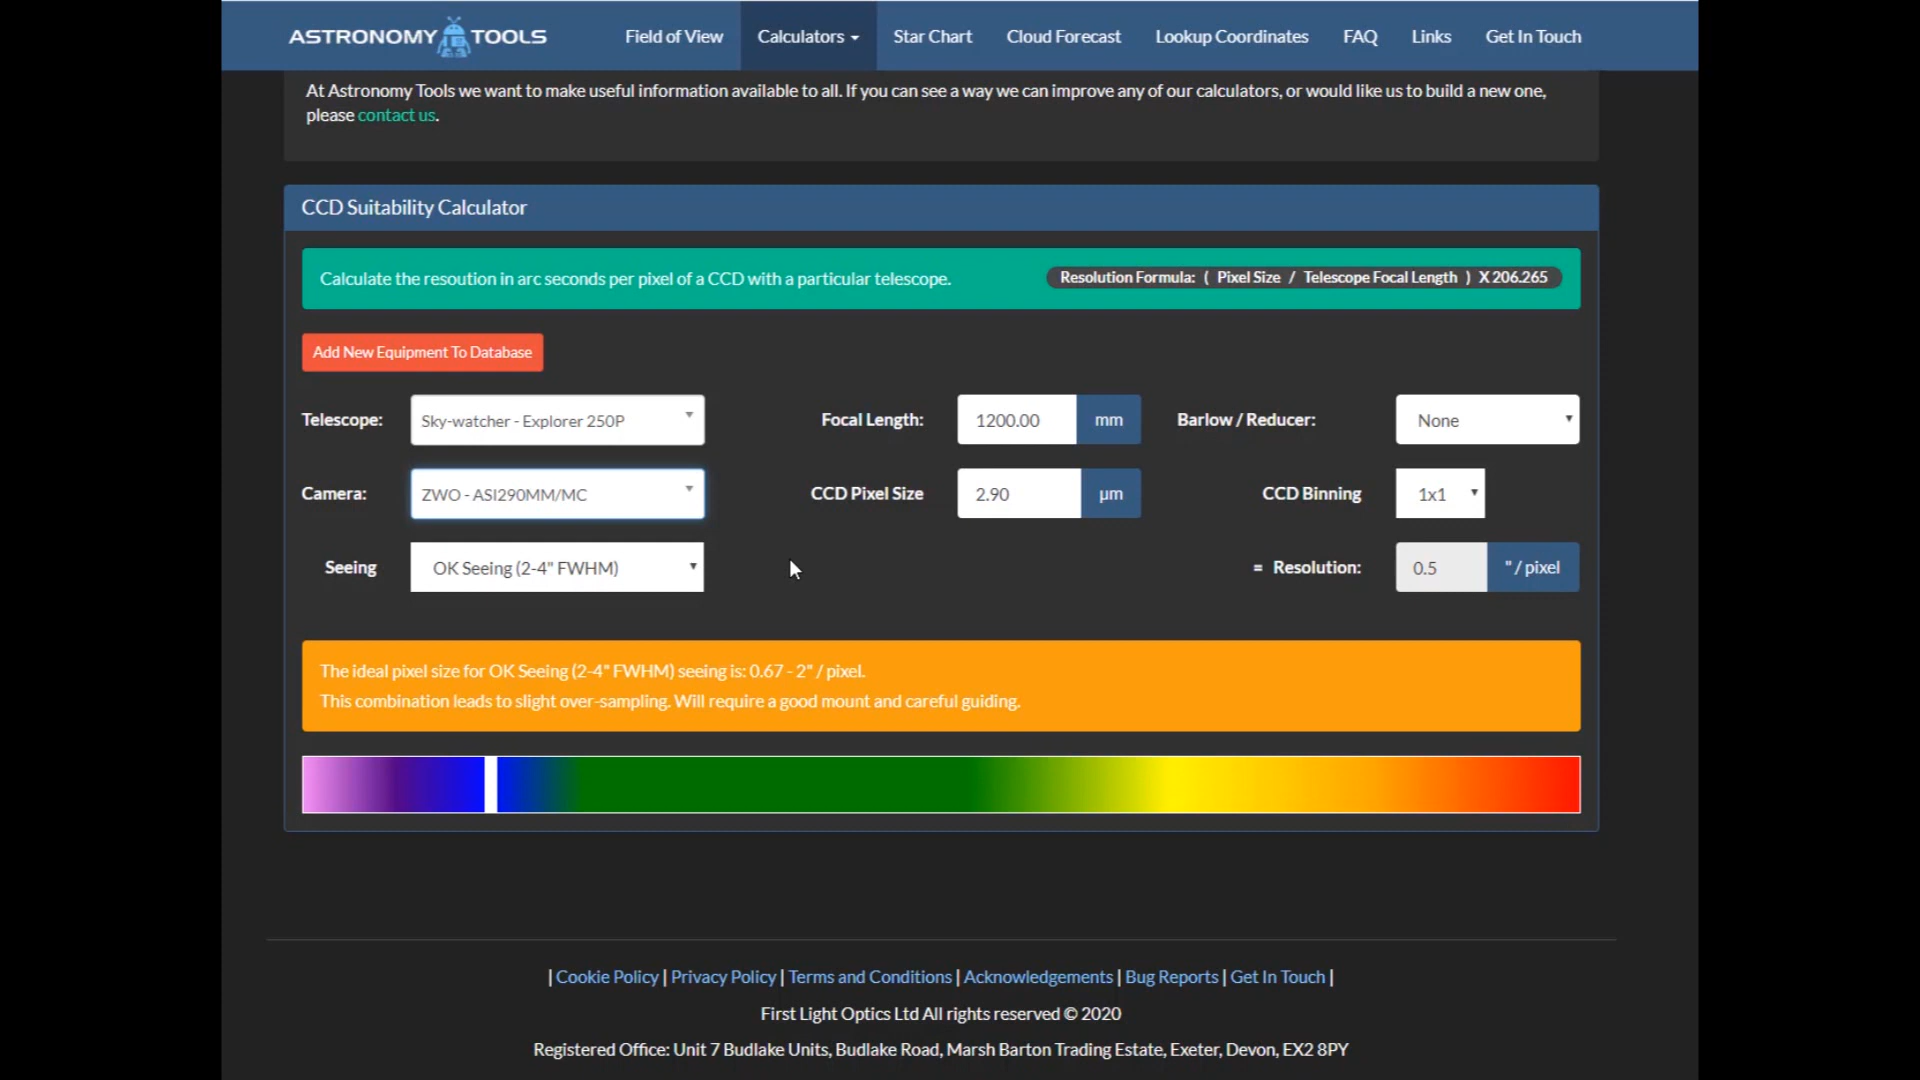 ASTRONOMY TOOLS
Field of View
Calculators
Star Chart
Cloud Forecast
Lookup Coordinates
FAQ
Links
Get In Touch
At Astronomy Tools we want to make useful information available to all. If you can see a way we can improve any of our calculators, or would like us to build a new one,
please contact us.
CCD Suitability Calculator
Calculate the resoution in arc seconds per pixel of a CCD with a particular telescope.
Resolution Formula: ( Pixel Size / Telescope Focal Length ) X 206.265
Add New Equipment To Database
Telescope: Sky-watcher - Explorer 250P Focal Length: 1200.00 mm Barlow / Reducer: None
Camera: ZWO - ASI290MM/MC CCD Pixel Size 2.90 µm CCD Binning 1x1
Seeing OK Seeing (2-4" FWHM) = Resolution: 0.5 " / pixel
The ideal pixel size for OK Seeing (2-4" FWHM) seeing is: 0.67 - 2" / pixel.
This combination leads to slight over-sampling. Will require a good mount and careful guiding.
| Cookie Policy | Privacy Policy | Terms and Conditions | Acknowledgements | Bug Reports | Get In Touch |
First Light Optics Ltd All rights reserved © 2020
Registered Office: Unit 7 Budlake Units, Budlake Road, Marsh Barton Trading Estate, Exeter, Devon, EX2 8PY